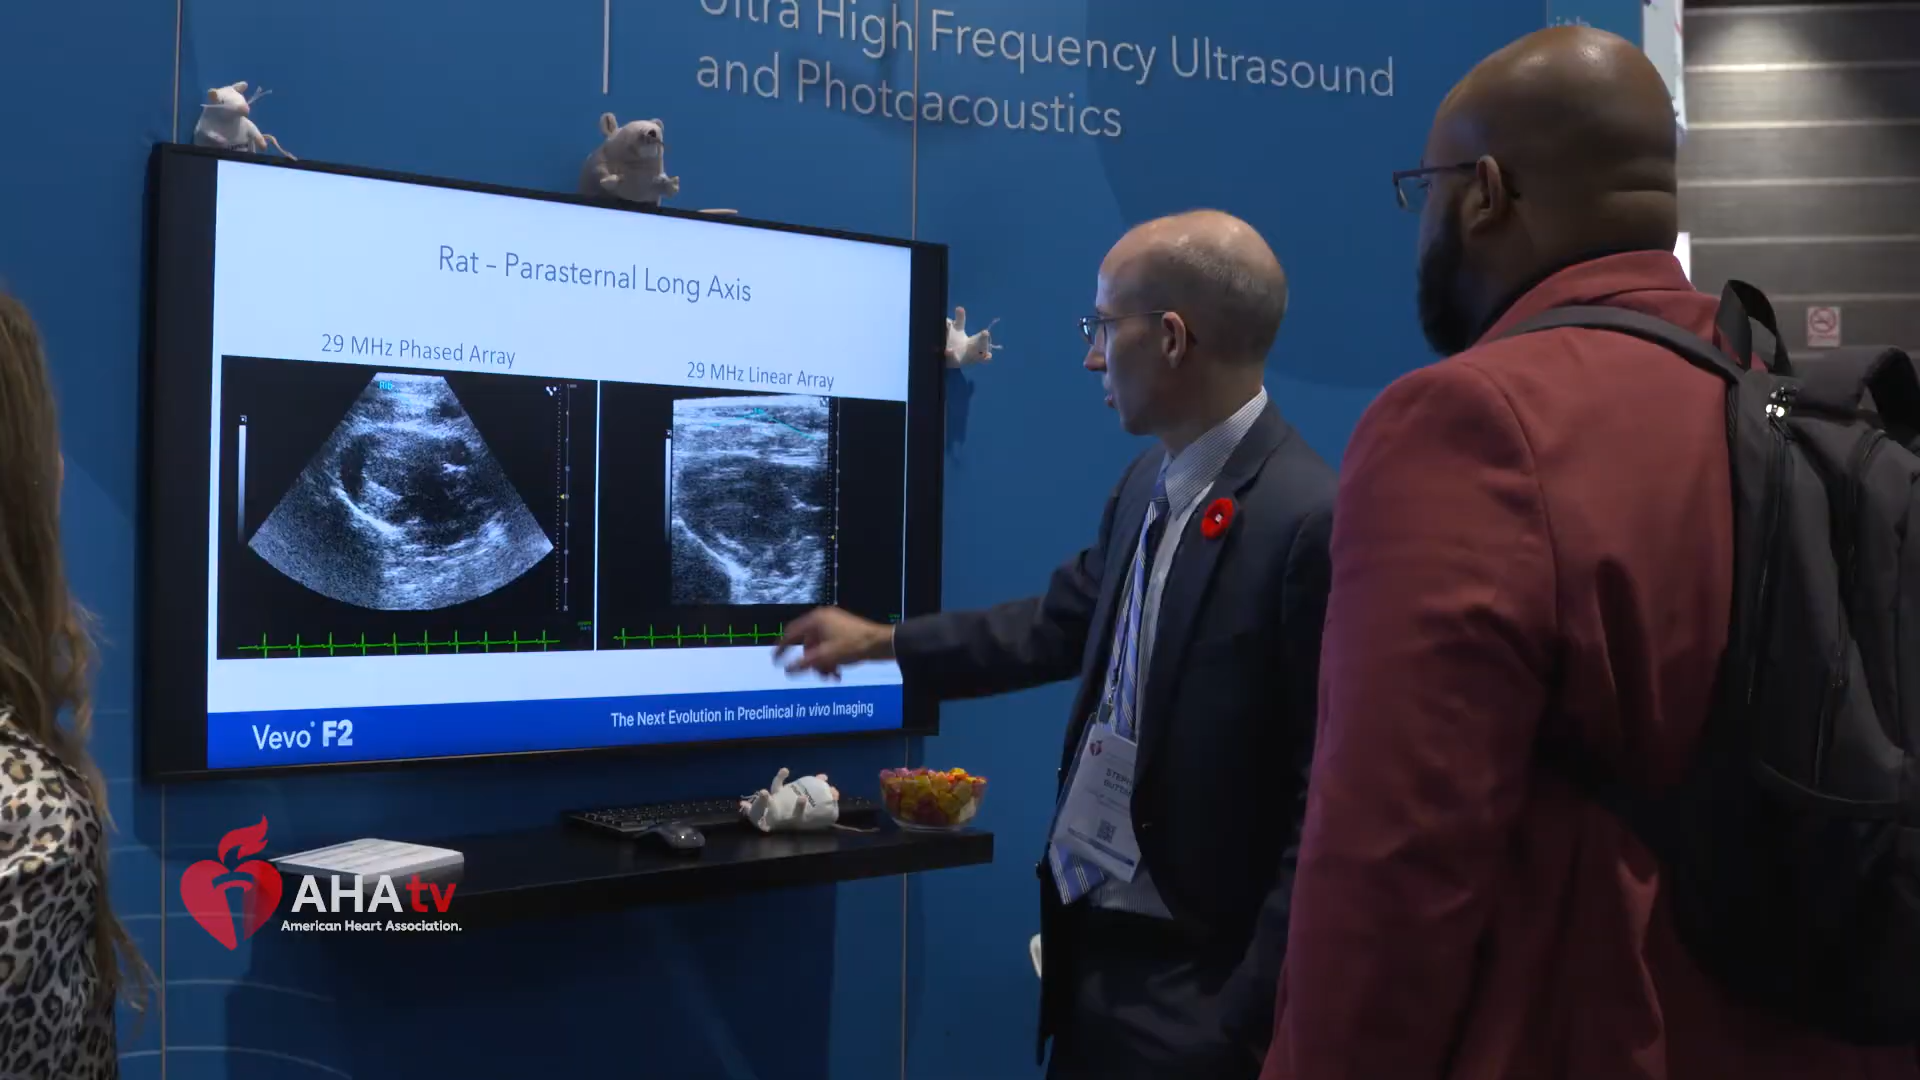 Ultra High Frequency Ultrasound
and Photoacoustics
Rat - Parasternal Long Axis
29 MHz Phased Array
29 MHz Linear Array
Rib
Vevo® F2
The Next Evolution in Preclinical in vivo Imaging
AHAtv
American Heart Association.